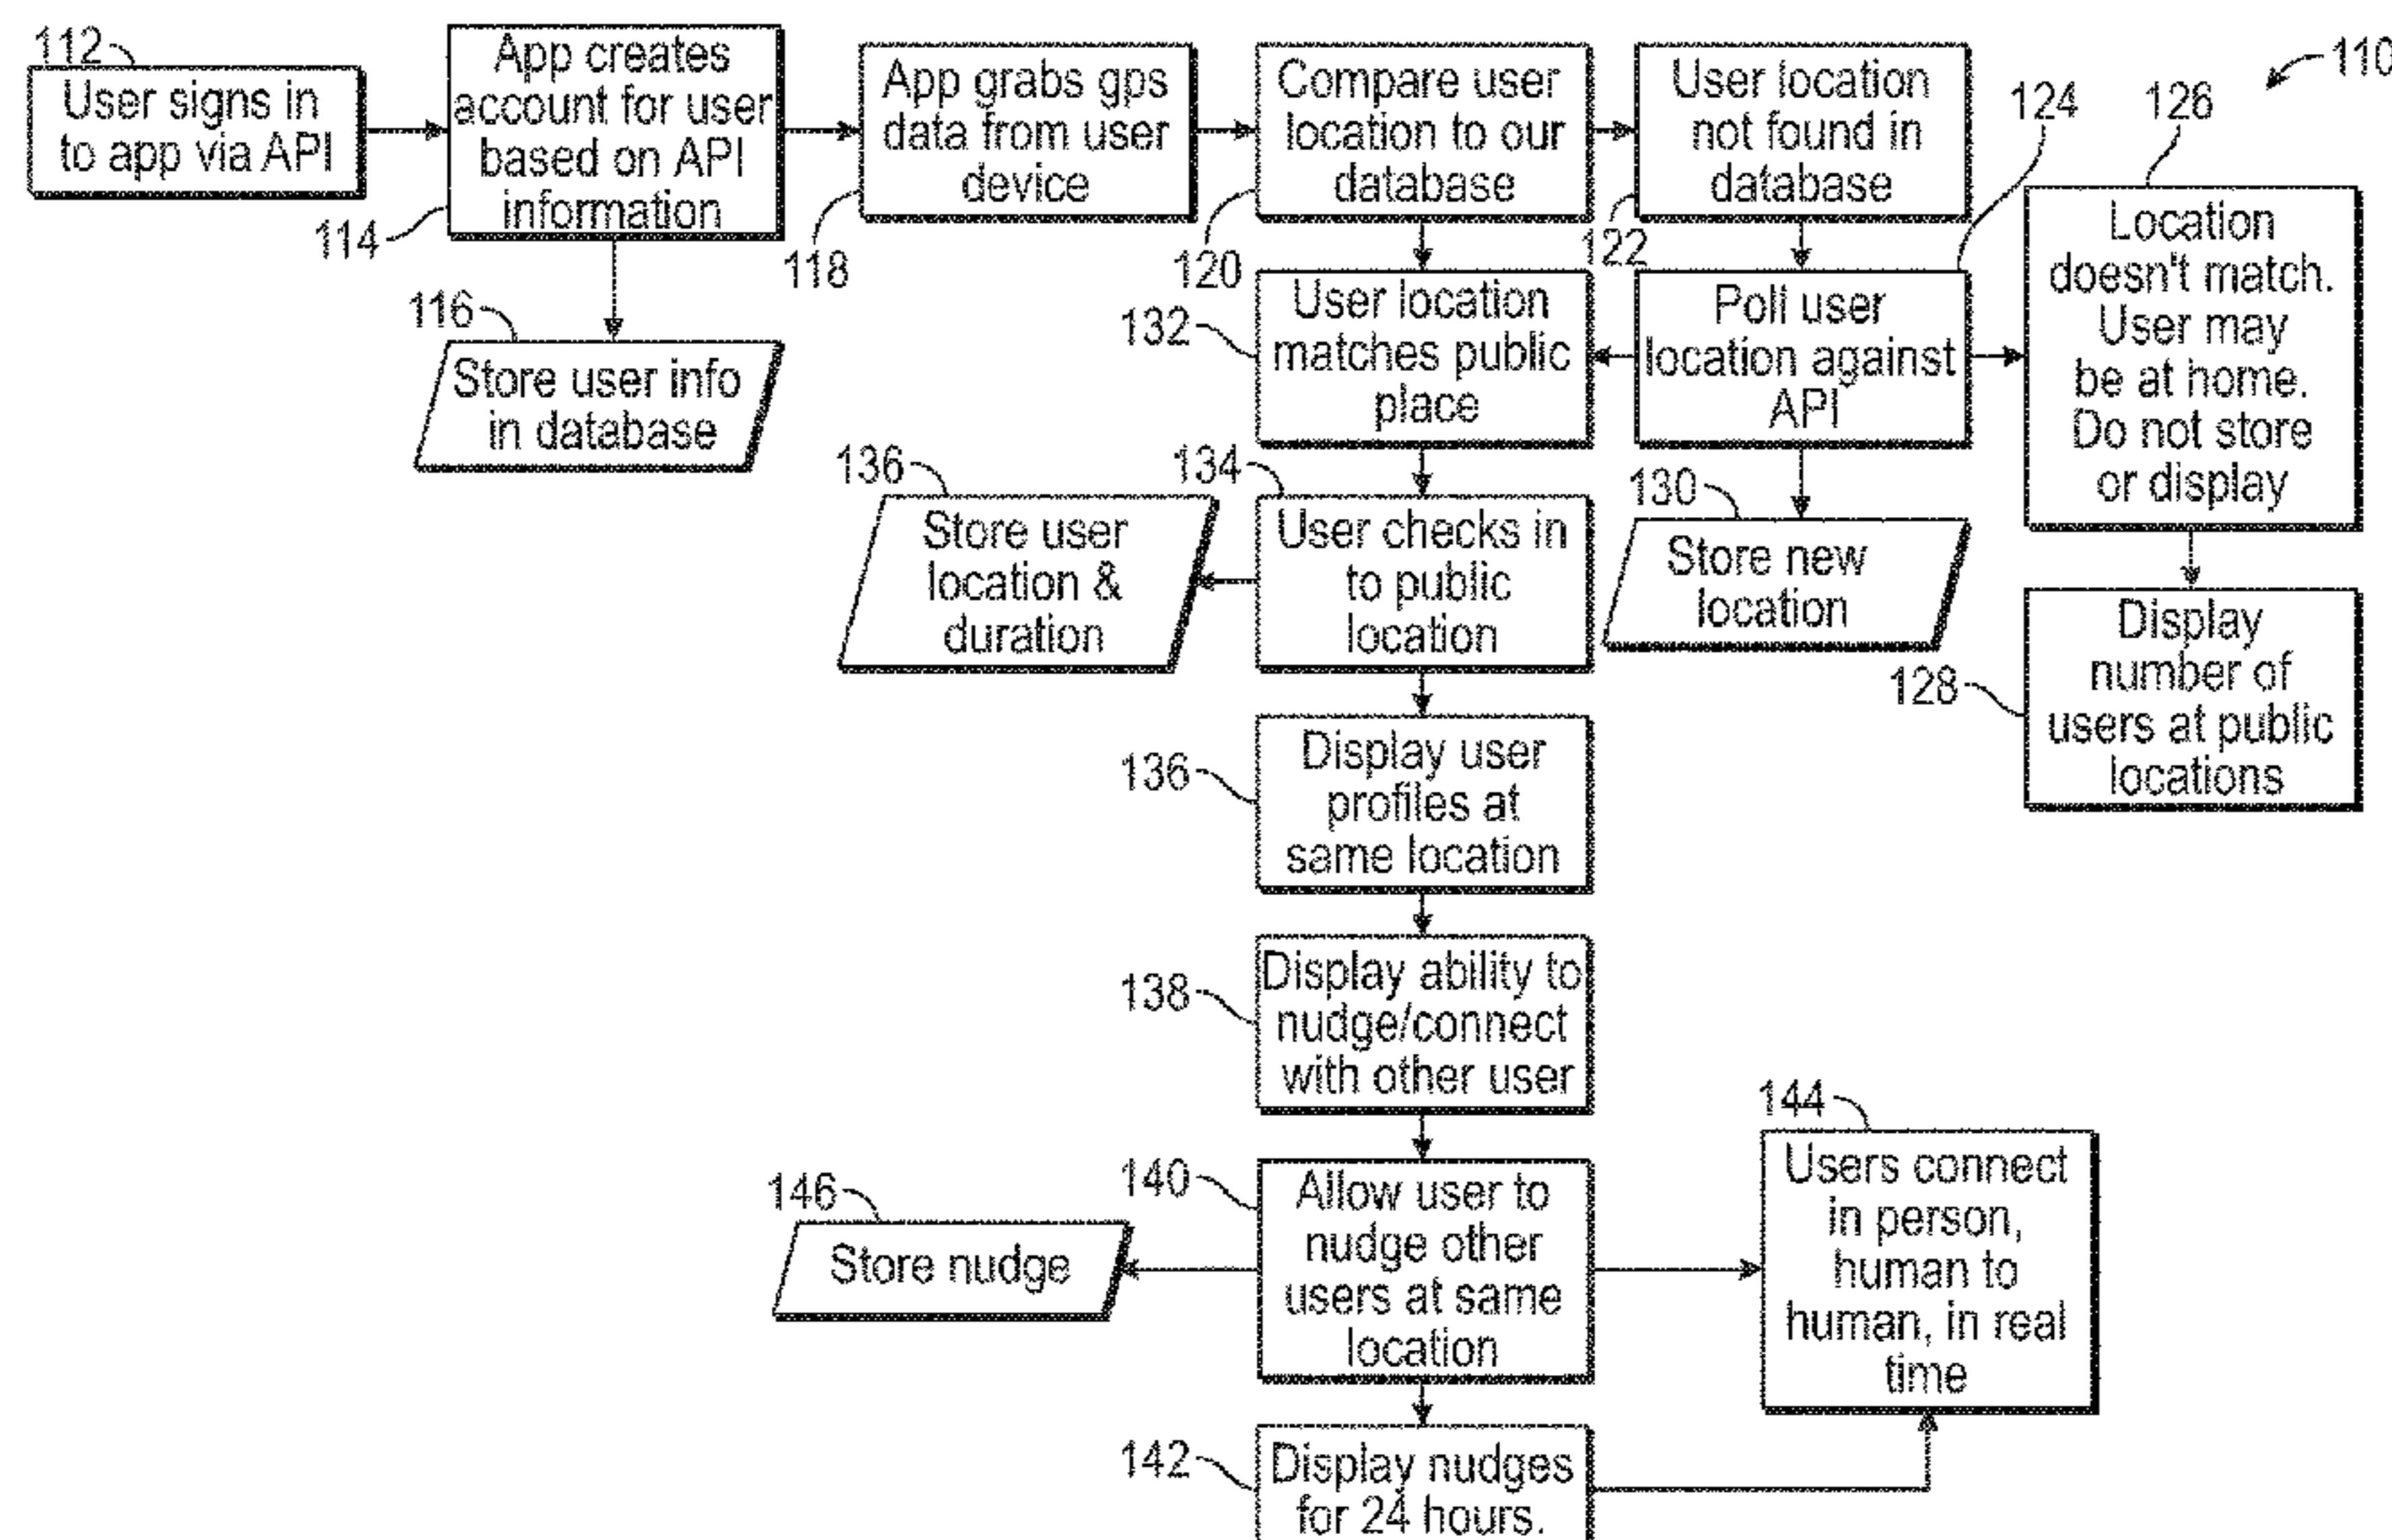 112
User signs in
to app via API
App creates
account for user
based on API
information
114
116
Store user info
in database
App grabs gps
data from user
device
118
Compare user
location to our
database
120
User location
not found in
database
122
110
124
126
Location
doesn't match.
User may
be at home.
Do not store
or display
132
User location
matches public
place
Poll user
location against
API
130
Store new
location
128
Display
number of
users at public
locations
136
Store user
location &
duration
134
User checks in
to public
location
136
Display user
profiles at
same location
138
Display ability to
nudge/connect
with other user
140
Allow user to
nudge other
users at same
location
146
Store nudge
144
Users connect
in person,
human to
human, in real
time
142
Display nudges
for 24 hours.